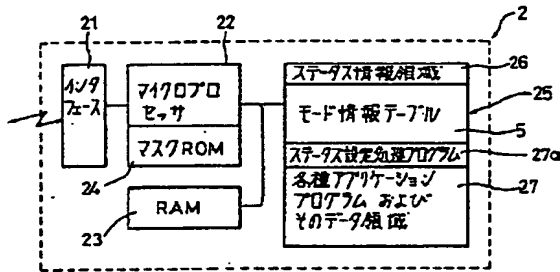 2
21
22
26
インタ
フェース
マイクロプロ
セッサ
マスクROM
24
RAM
23
ステータス情報領域
モード情報テーブル
25
5
ステータス設定処理プログラム
27a
各種アプリケーション
プログラムおよび
そのデータ領域
27